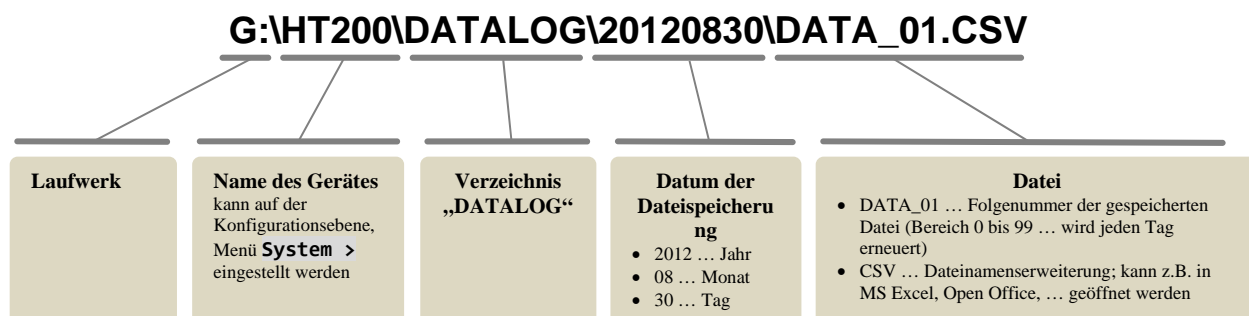 G:\HT200\DATALOG\20120830\DATA_01.CSV
Laufwerk
Name des Gerätes
kann auf der
Konfigurationsebene,
Menü System >
eingestellt werden
Verzeichnis
„DATALOG“
Datum der
Dateispeicheru
ng
• 2012 … Jahr
• 08 … Monat
• 30 … Tag
Datei
• DATA_01 … Folgenummer der gespeicherten
Datei (Bereich 0 bis 99 … wird jeden Tag
erneuert)
• CSV … Dateinamenserweiterung; kann z.B. in
MS Excel, Open Office, … geöffnet werden